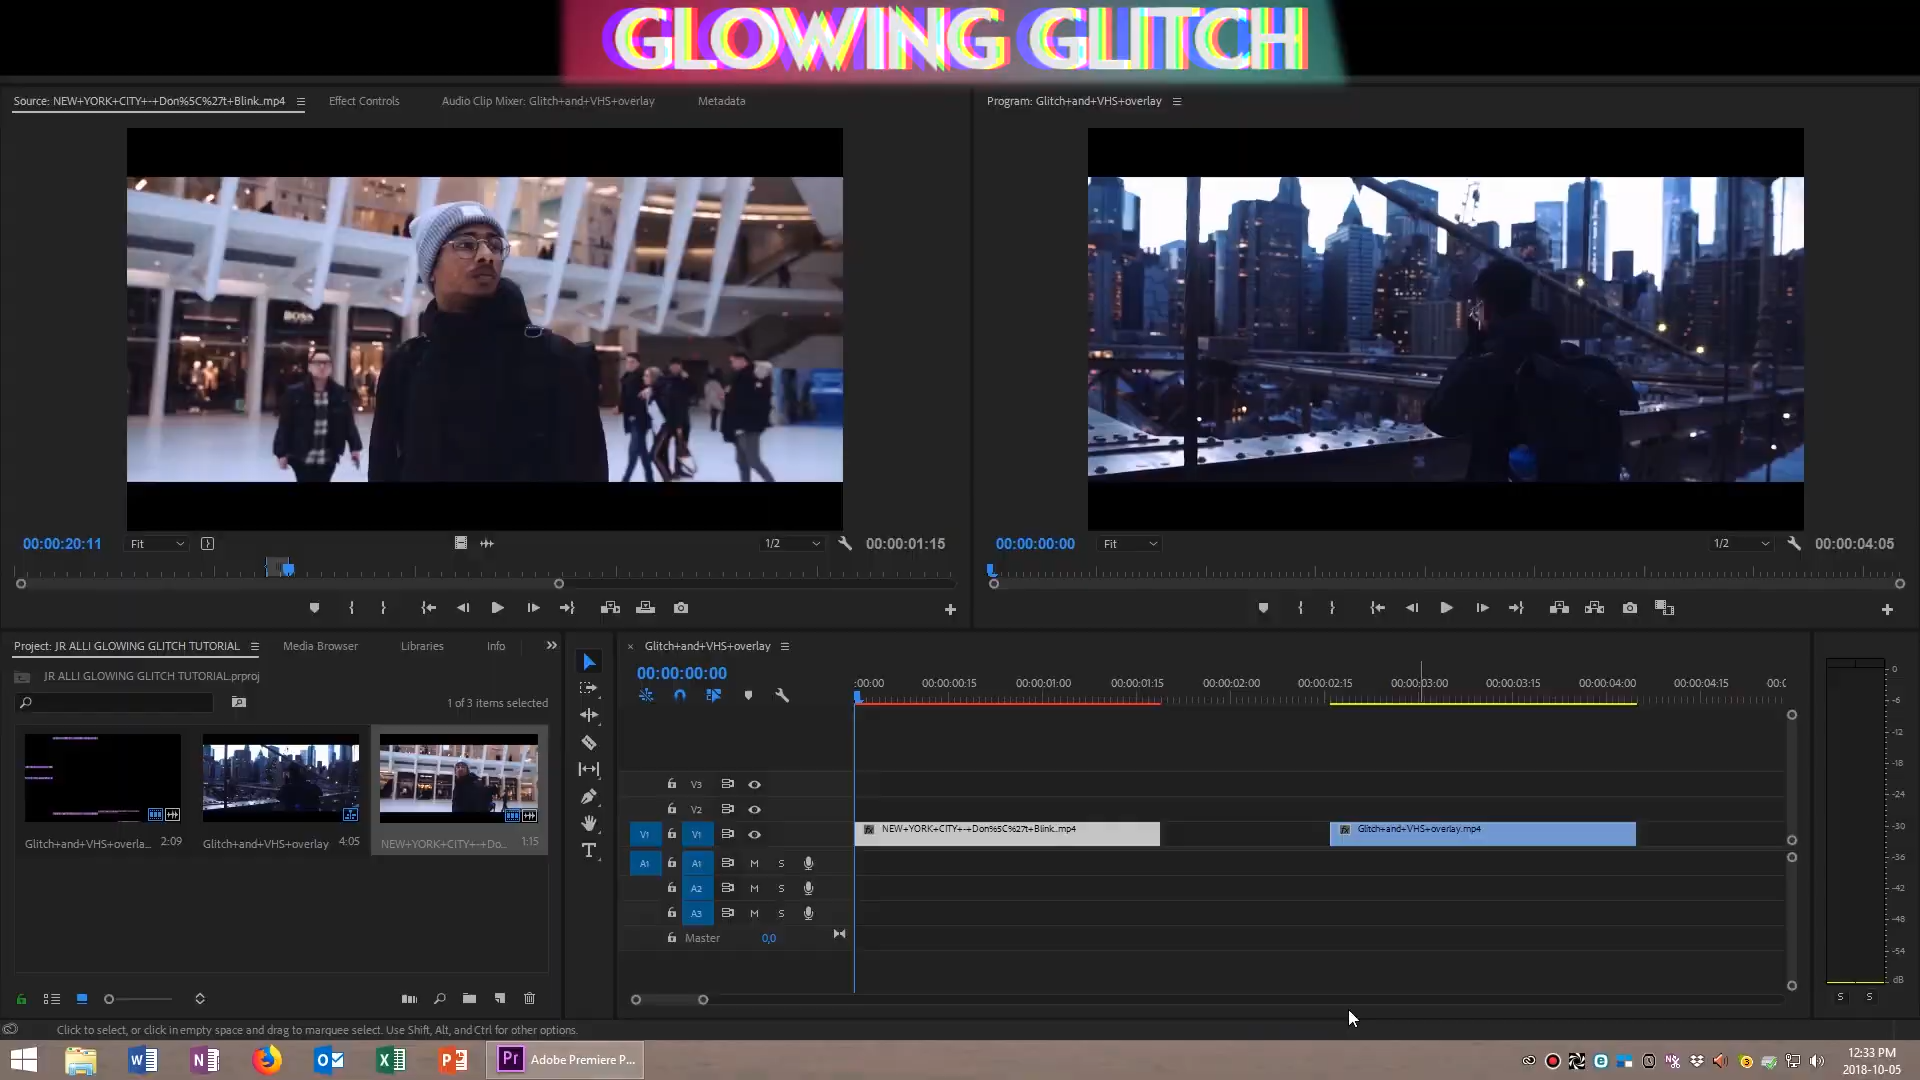 GLOWING GLITCH
Source: NEW+YORK+CITY+-+Don%5C%27t+Blink..mp4
Effect Controls
Audio Clip Mixer: Glitch+and+VHS+overlay
Metadata
Program: Glitch+and+VHS+overlay
BOSS
00:00:20:11
Fit
1/2
00:00:01:15
00:00:00:00
Fit
1/2
00:00:04:05
Project: JR ALLI GLOWING GLITCH TUTORIAL
Media Browser
Libraries
Info
JR ALLI GLOWING GLITCH TUTORIAL.prproj
1 of 3 items selected
Glitch+and+VHS+overla... 2:09
Glitch+and+VHS+overlay 4:05
NEW+YORK+CITY+-+Do... 1:15
Glitch+and+VHS+overlay
00:00:00:00
:00:00
00:00:00:15
00:00:01:00
00:00:01:15
00:00:02:00
00:00:02:15
00:00:03:00
00:00:03:15
00:00:04:00
00:00:04:15
V3
V2
V1 V1
NEW+YORK+CITY+-+Don%5C%27t+Blink..mp4
Glitch+and+VHS+overlay.mp4
A1 A1 M S
A2 M S
A3 M S
Master 0,0
0
-6
-12
-18
-24
-30
-36
-42
-48
-54
dB
S S
Click to select, or click in empty space and drag to marquee select. Use Shift, Alt, and Ctrl for other options.
Adobe Premiere P...
12:33 PM
2018-10-05